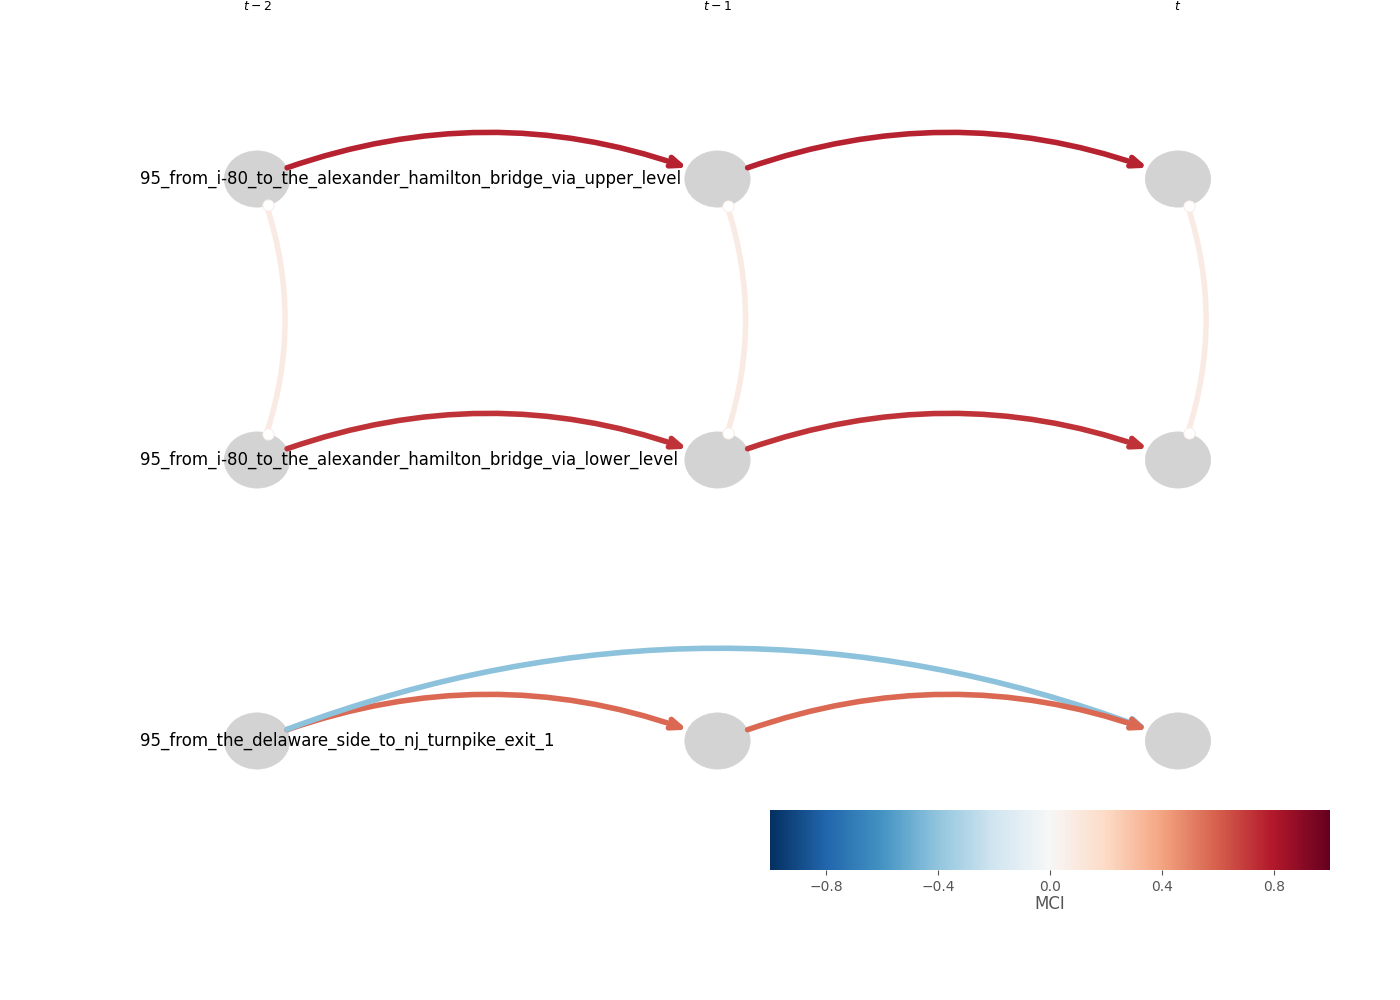 t − 2 t − 1 t
95_from_i-80_to_the_alexander_hamilton_bridge_via_upper_level
95_from_i-80_to_the_alexander_hamilton_bridge_via_lower_level
95_from_the_delaware_side_to_nj_turnpike_exit_1
−0.8 −0.4 0.0 0.4 0.8
MCI